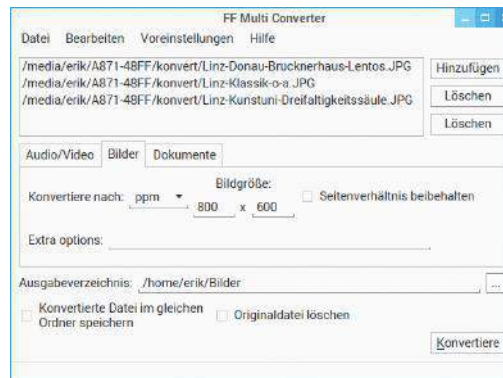 FF Multi Converter
Datei Bearbeiten Voreinstellungen Hilfe
/media/erik/A871-48FF/konvert/Linz-Donau-Brucknerhaus-Lentos.JPG
/media/erik/A871-48FF/konvert/Linz-Klassik-o-a.JPG
/media/erik/A871-48FF/konvert/Linz-Kunstuni-Dreifaltigkeitssäule.JPG
Hinzufügen
Löschen
Löschen
Audio/Video Bilder Dokumente
Bildgröße:
Konvertiere nach: ppm 800 x 600 Seitenverhältnis beibehalten
Extra options:
Ausgabeverzeichnis: /home/erik/Bilder ...
Konvertierte Datei im gleichen
Ordner speichern
Originaldatei löschen
Konvertiere